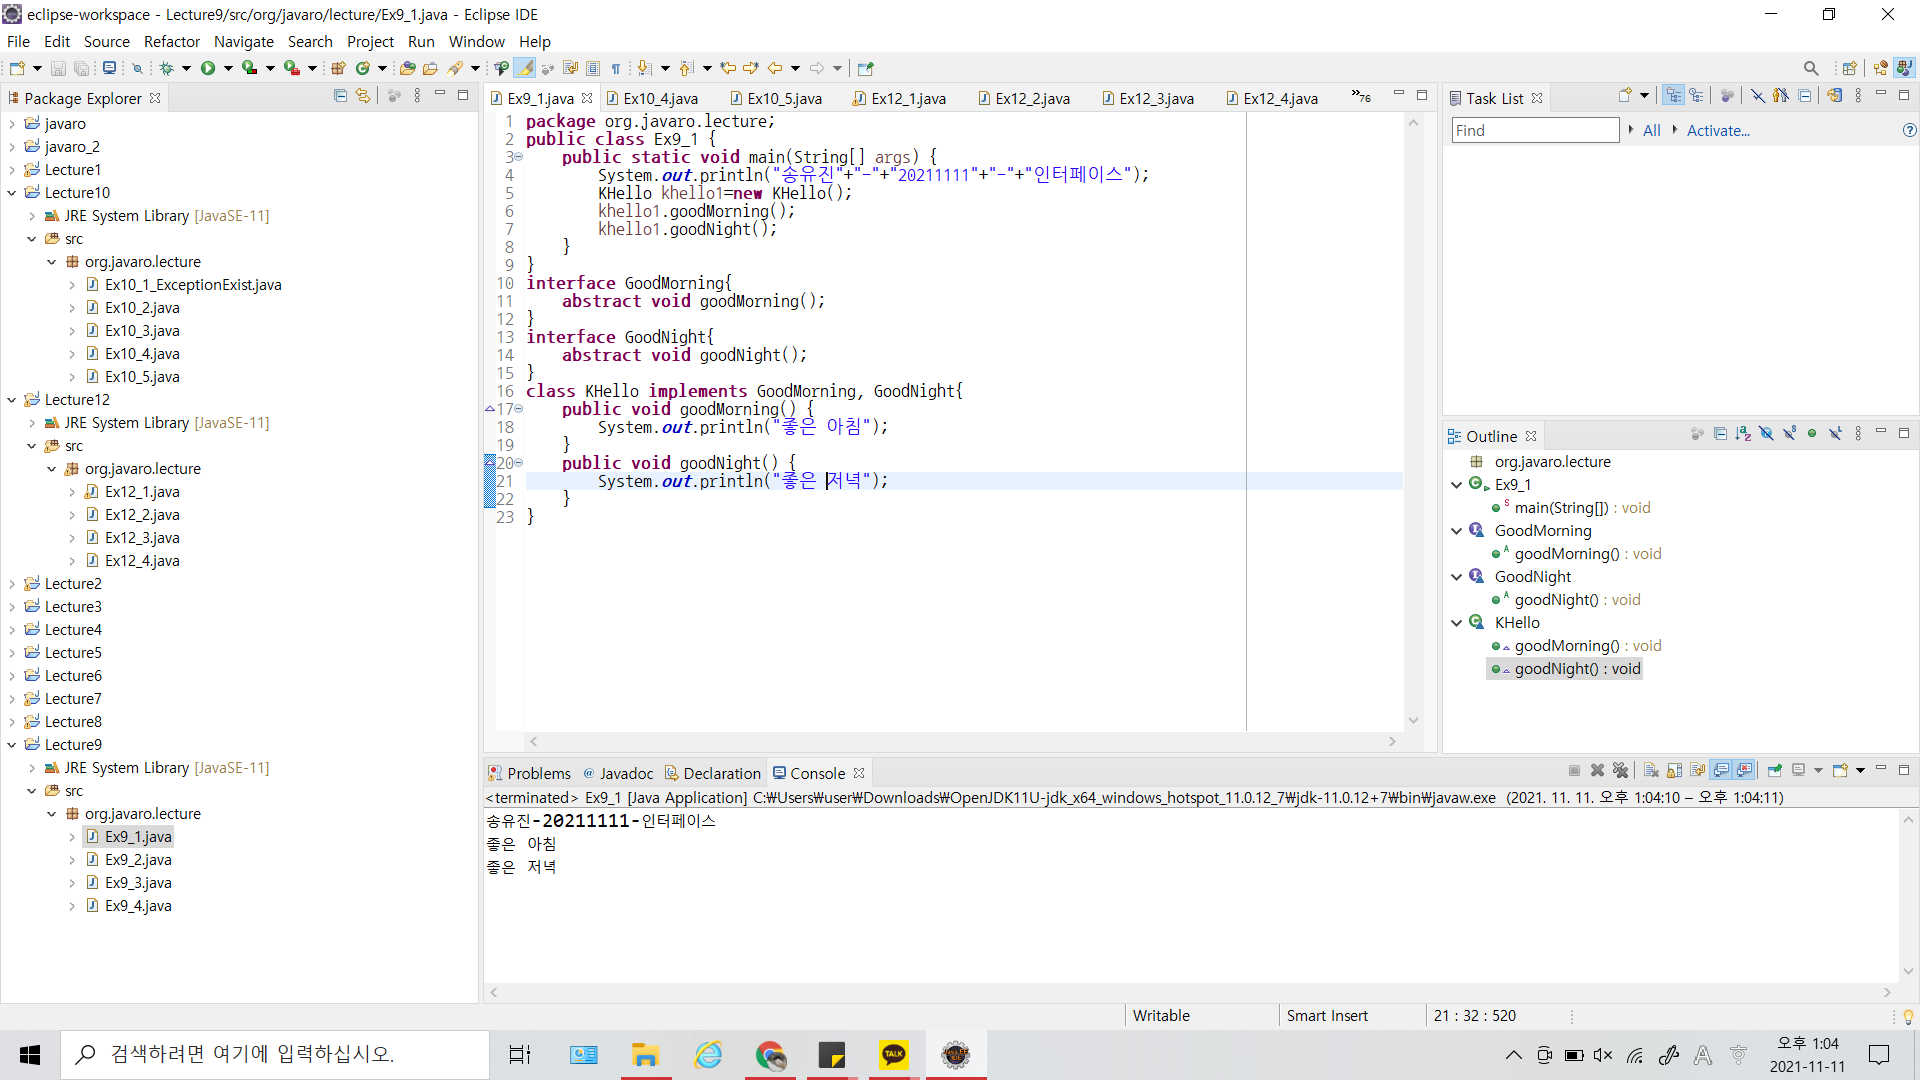 eclipse-workspace - Lecture9/src/org/javaro/lecture/Ex9_1.java - Eclipse IDE
File Edit Source Refactor Navigate Search Project Run Window Help
Package Explorer
javaro
javaro_2
Lecture1
Lecture10
JRE System Library [JavaSE-11]
src
org.javaro.lecture
Ex10_1_ExceptionExist.java
Ex10_2.java
Ex10_3.java
Ex10_4.java
Ex10_5.java
Lecture12
JRE System Library [JavaSE-11]
src
org.javaro.lecture
Ex12_1.java
Ex12_2.java
Ex12_3.java
Ex12_4.java
Lecture2
Lecture3
Lecture4
Lecture5
Lecture6
Lecture7
Lecture8
Lecture9
JRE System Library [JavaSE-11]
src
org.javaro.lecture
Ex9_1.java
Ex9_2.java
Ex9_3.java
Ex9_4.java
Ex9_1.java Ex10_4.java Ex10_5.java Ex12_1.java Ex12_2.java Ex12_3.java Ex12_4.java »76
1 package org.javaro.lecture;
2 public class Ex9_1 {
3 public static void main(String[] args) {
4 System.out.println("송유진"+"-"+"20211111"+"-"+"인터페이스");
5 KHello khello1=new KHello();
6 khello1.goodMorning();
7 khello1.goodNight();
8 }
9 }
10 interface GoodMorning{
11 abstract void goodMorning();
12 }
13 interface GoodNight{
14 abstract void goodNight();
15 }
16 class KHello implements GoodMorning, GoodNight{
17 public void goodMorning() {
18 System.out.println("좋은 아침");
19 }
20 public void goodNight() {
21 System.out.println("좋은 저녁");
22 }
23 }
Task List
Find All Activate...
Outline
org.javaro.lecture
Ex9_1
main(String[]) : void
GoodMorning
goodMorning() : void
GoodNight
goodNight() : void
KHello
goodMorning() : void
goodNight() : void
Problems @ Javadoc Declaration Console
<terminated> Ex9_1 [Java Application] C:₩Users₩user₩Downloads₩OpenJDK11U-jdk_x64_windows_hotspot_11.0.12_7₩jdk-11.0.12+7₩bin₩javaw.exe (2021. 11. 11. 오후 1:04:10 – 오후 1:04:11)
송유진-20211111-인터페이스
좋은 아침
좋은 저녁
Writable Smart Insert 21 : 32 : 520
검색하려면 여기에 입력하십시오.
TALK
A
오후 1:04
2021-11-11